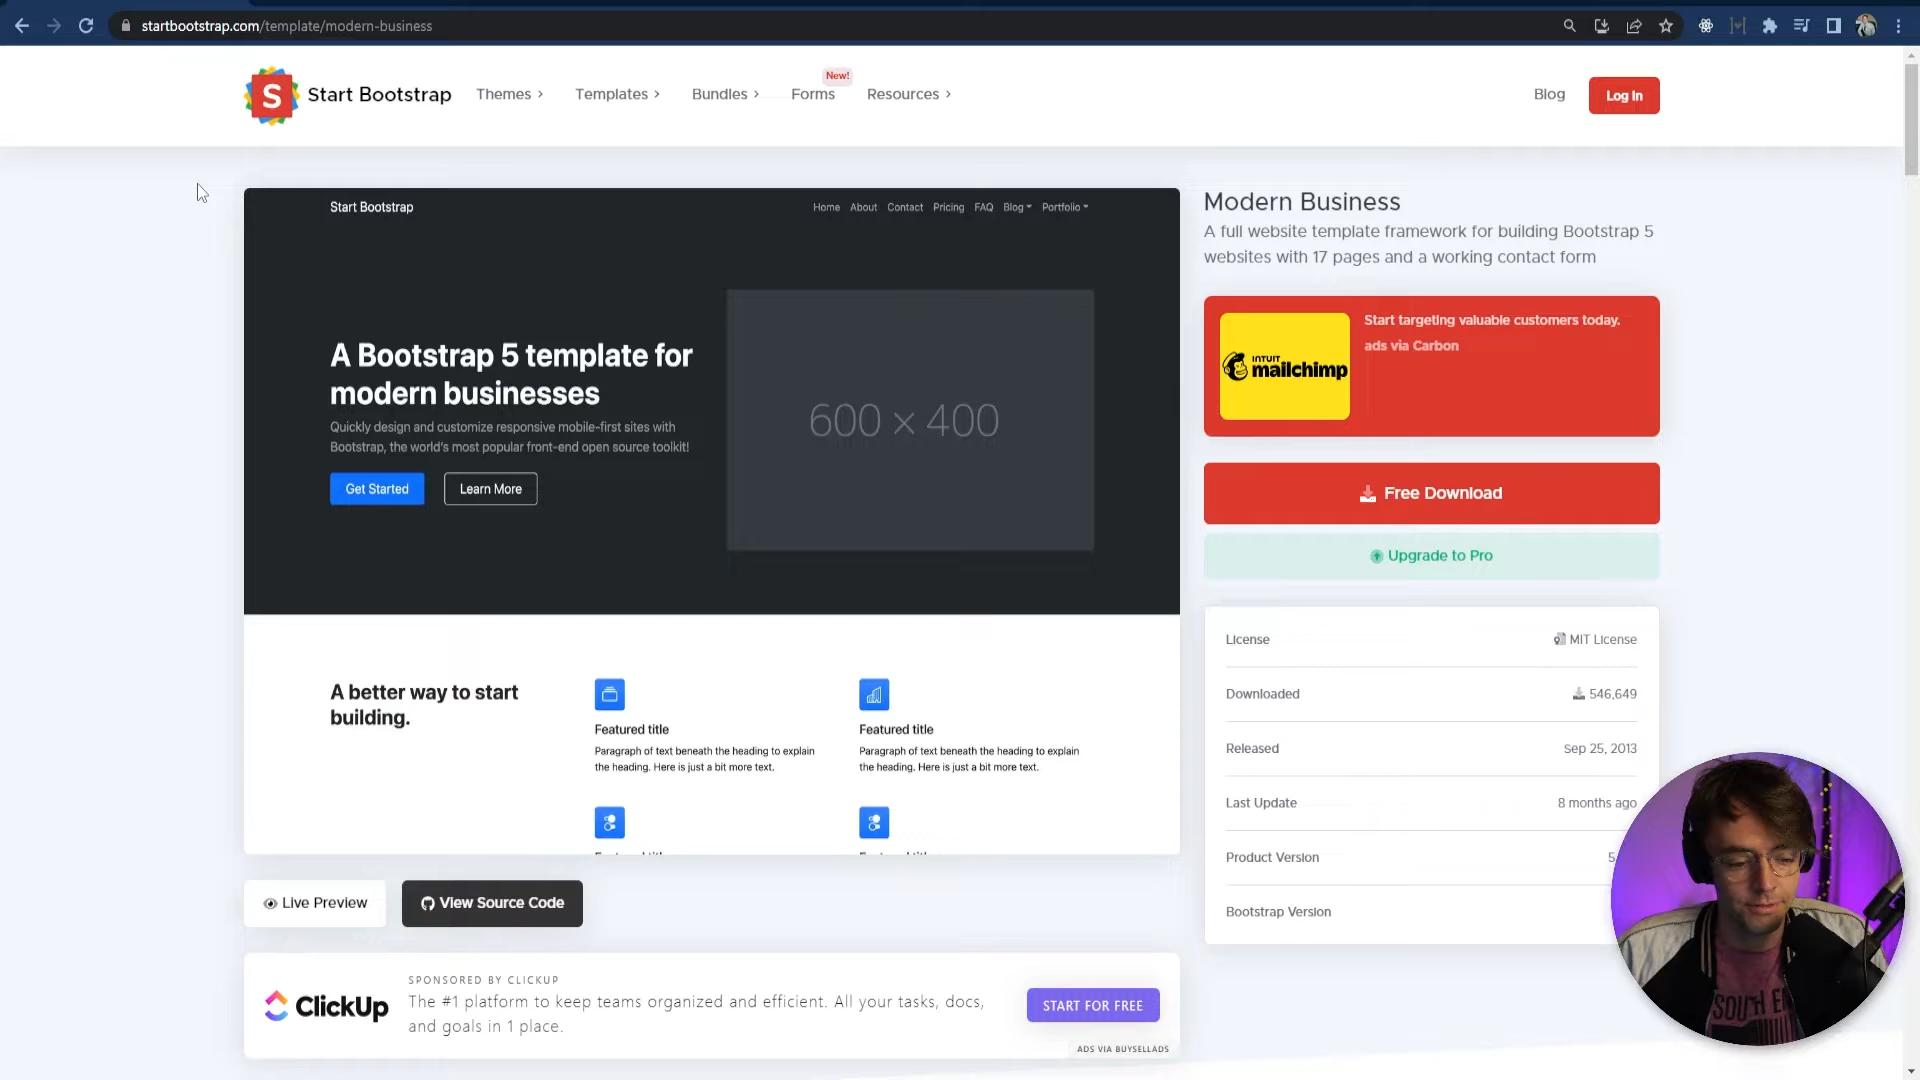 startbootstrap.com/template/modern-business
S
Start Bootstrap
Themes
Templates
Bundles
Forms
New!
Resources
Blog
Log In
Start Bootstrap
Home
About
Contact
Pricing
FAQ
Blog
Portfolio
A Bootstrap 5 template for
modern businesses
Quickly design and customize responsive mobile-first sites with
Bootstrap, the world's most popular front-end open source toolkit!
Get Started
Learn More
600 × 400
A better way to start
building.
Featured title
Paragraph of text beneath the heading to explain
the heading. Here is just a bit more text.
Featured title
Paragraph of text beneath the heading to explain
the heading. Here is just a bit more text.
Live Preview
View Source Code
ClickUp
SPONSORED BY CLICKUP
The #1 platform to keep teams organized and efficient. All your tasks, docs,
and goals in 1 place.
START FOR FREE
ADS VIA BUYSELLADS
Modern Business
A full website template framework for building Bootstrap 5
websites with 17 pages and a working contact form
INTUIT
mailchimp
Start targeting valuable customers today.
ads via Carbon
Free Download
Upgrade to Pro
License
MIT License
Downloaded
546,649
Released
Sep 25, 2013
Last Update
8 months ago
Product Version
Bootstrap Version
SOUTH